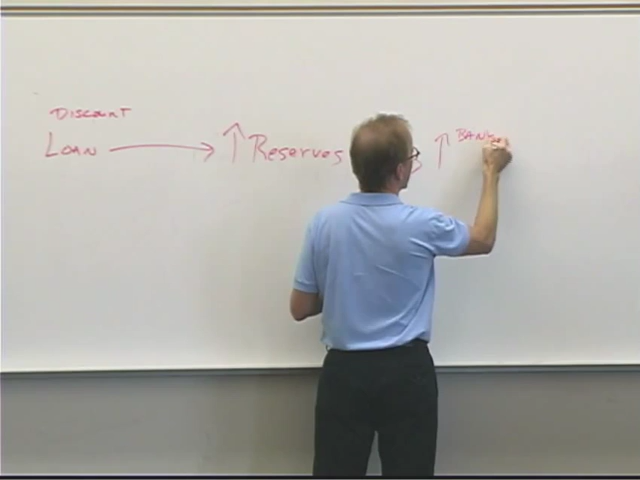 Discount
Loan → ↑ Reserves ↑